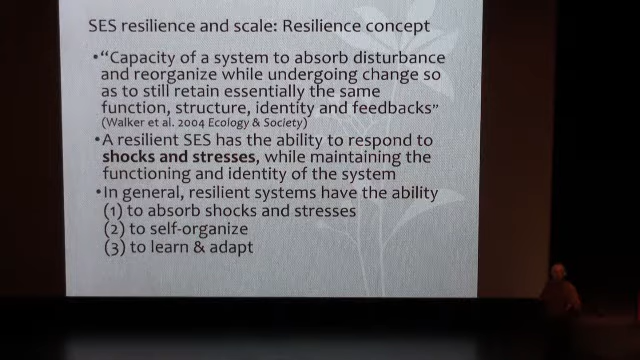 SES resilience and scale: Resilience concept
•“Capacity of a system to absorb disturbance
and reorganize while undergoing change so
as to still retain essentially the same
function, structure, identity and feedbacks”
(Walker et al. 2004 Ecology & Society)
•A resilient SES has the ability to respond to
shocks and stresses, while maintaining the
functioning and identity of the system
•In general, resilient systems have the ability
(1) to absorb shocks and stresses
(2) to self-organize
(3) to learn & adapt